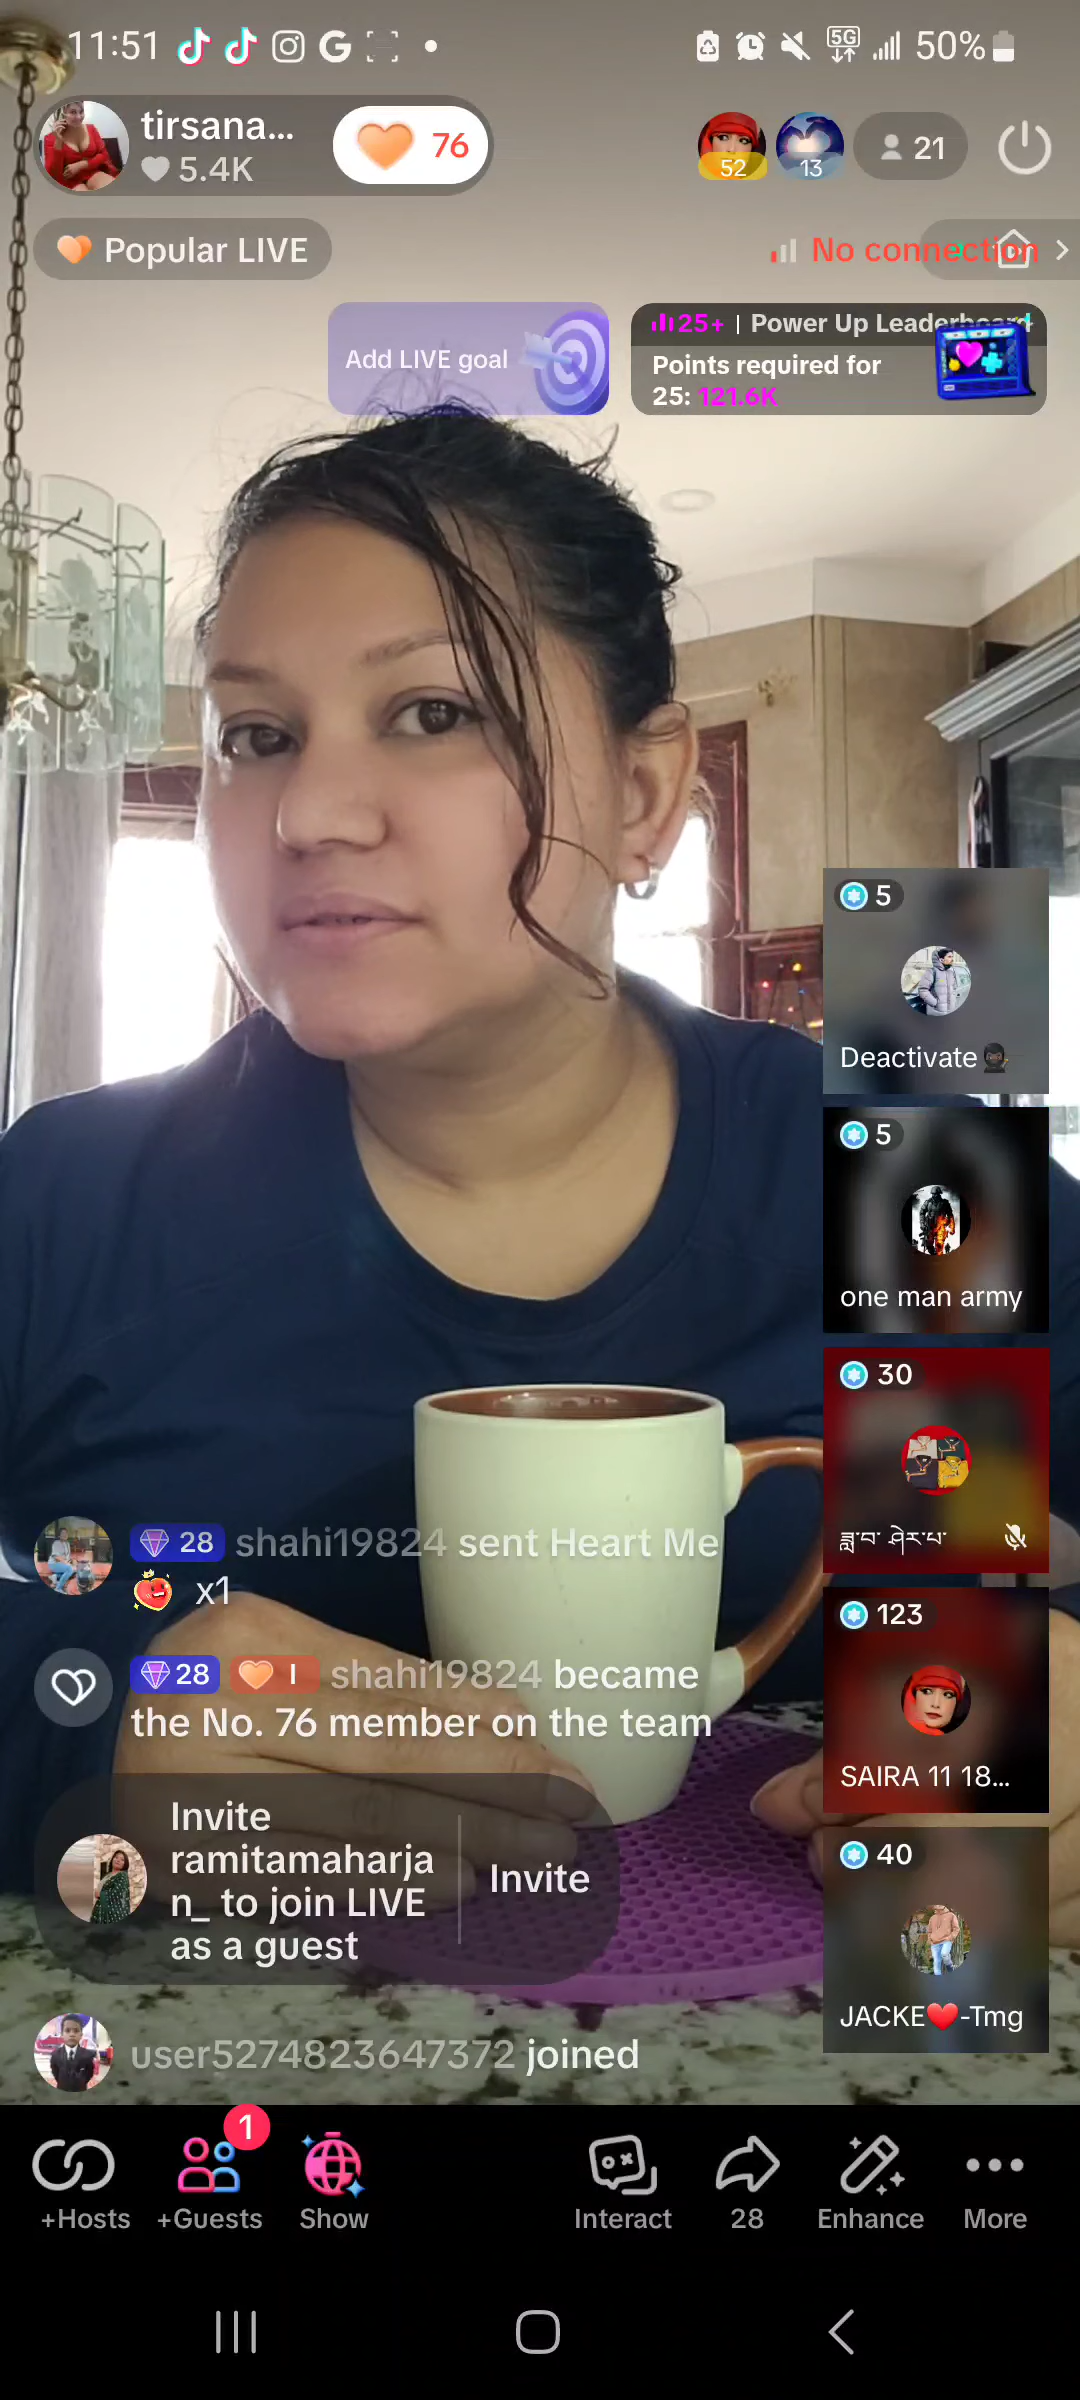 11:51
5G
50%
tirsana...
5.4K
76
52
13
21
Popular LIVE
No connection
Add LIVE goal
25+ | Power Up Leaderboard
Points required for
25: 121.6K
5
Deactivate
5
one man army
30
ཟླ་བ་ ཤེར་པ་
123
SAIRA 11 18...
40
JACKE❤️-Tmg
28 shahi19824 sent Heart Me
x1
28 I shahi19824 became
the No. 76 member on the team
Invite
ramitamaharja
n_ to join LIVE
as a guest
Invite
user5274823647372 joined
1
+Hosts
+Guests
Show
Interact
28
Enhance
More